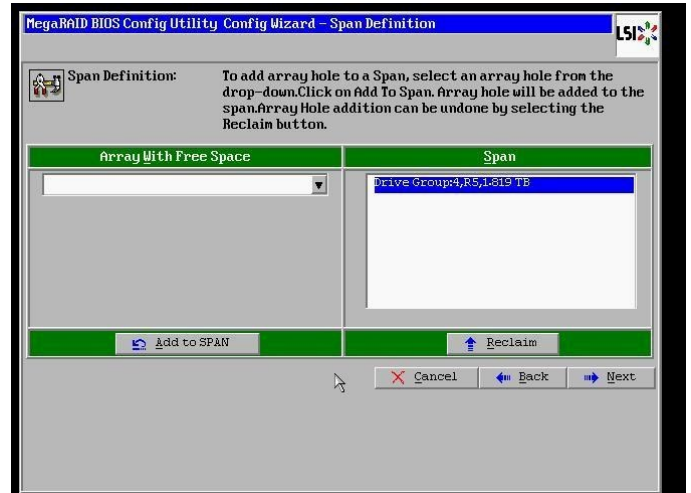 MegaRAID BIOS Config Utility Config Wizard – Span Definition
LSI
Span Definition:
To add array hole to a Span, select an array hole from the
drop-down.Click on Add To Span. Array hole will be added to the
span.Array Hole addition can be undone by selecting the
Reclaim button.
Array With Free Space
Span
Drive Group:4,R5,1.819 TB
Add to SPAN
Reclaim
Cancel
Back
Next